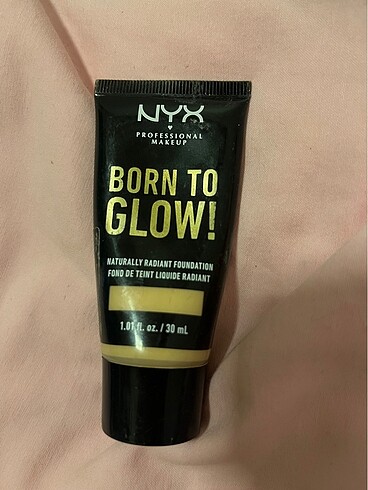 NYX
PROFESSIONAL
MAKEUP
BORN TO
GLOW!
NATURALLY RADIANT FOUNDATION
FOND DE TEINT LIQUIDE RADIANT
1.01 fl. oz. / 30 mL